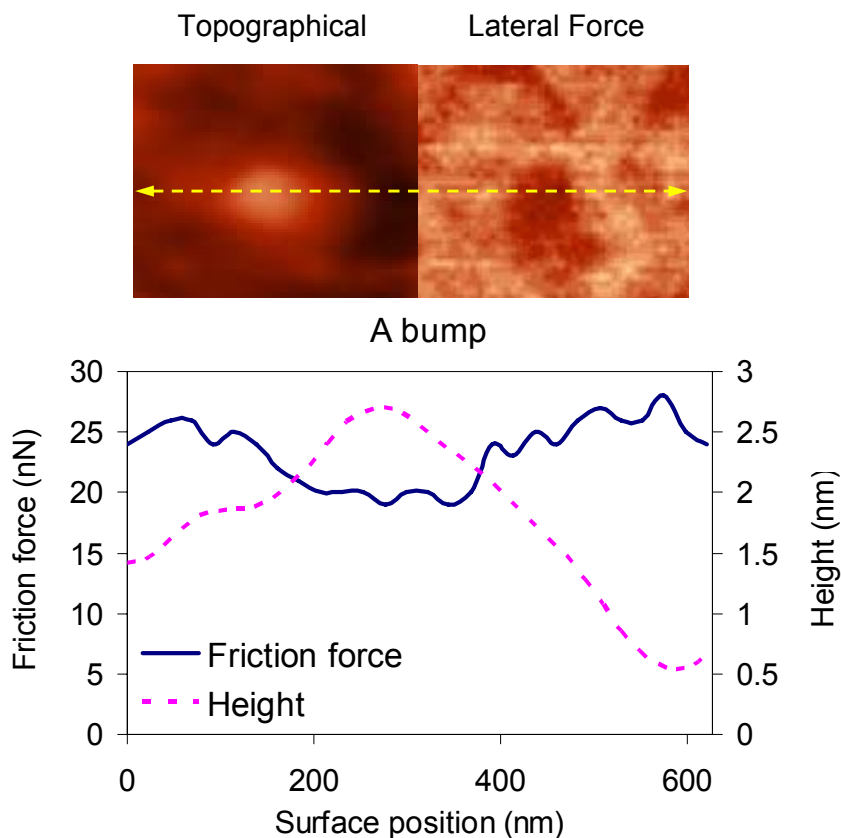 Topographical Lateral Force
A bump
Friction force (nN)
30
25
20
15
10
5
0
Friction force
Height
3
2.5
2
1.5
1
0.5
0
Height (nm)
0 200 400 600
Surface position (nm)